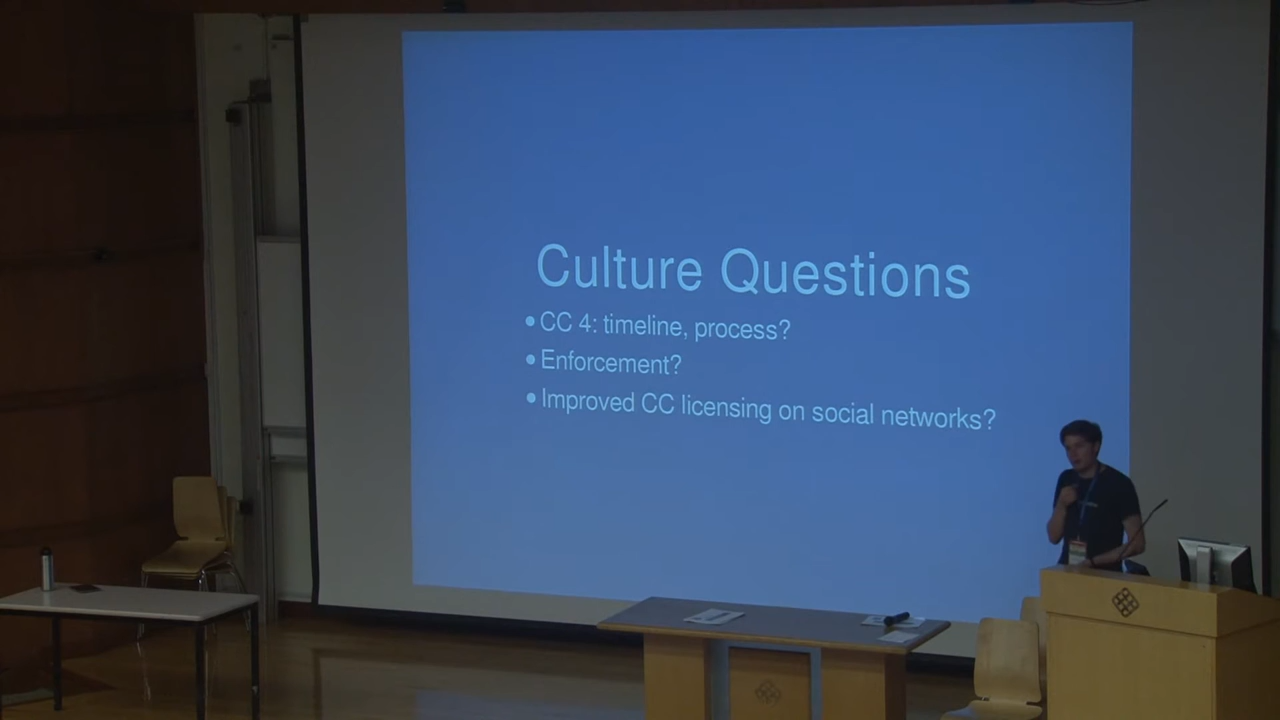 Culture Questions
• CC 4: timeline, process?
• Enforcement?
• Improved CC licensing on social networks?